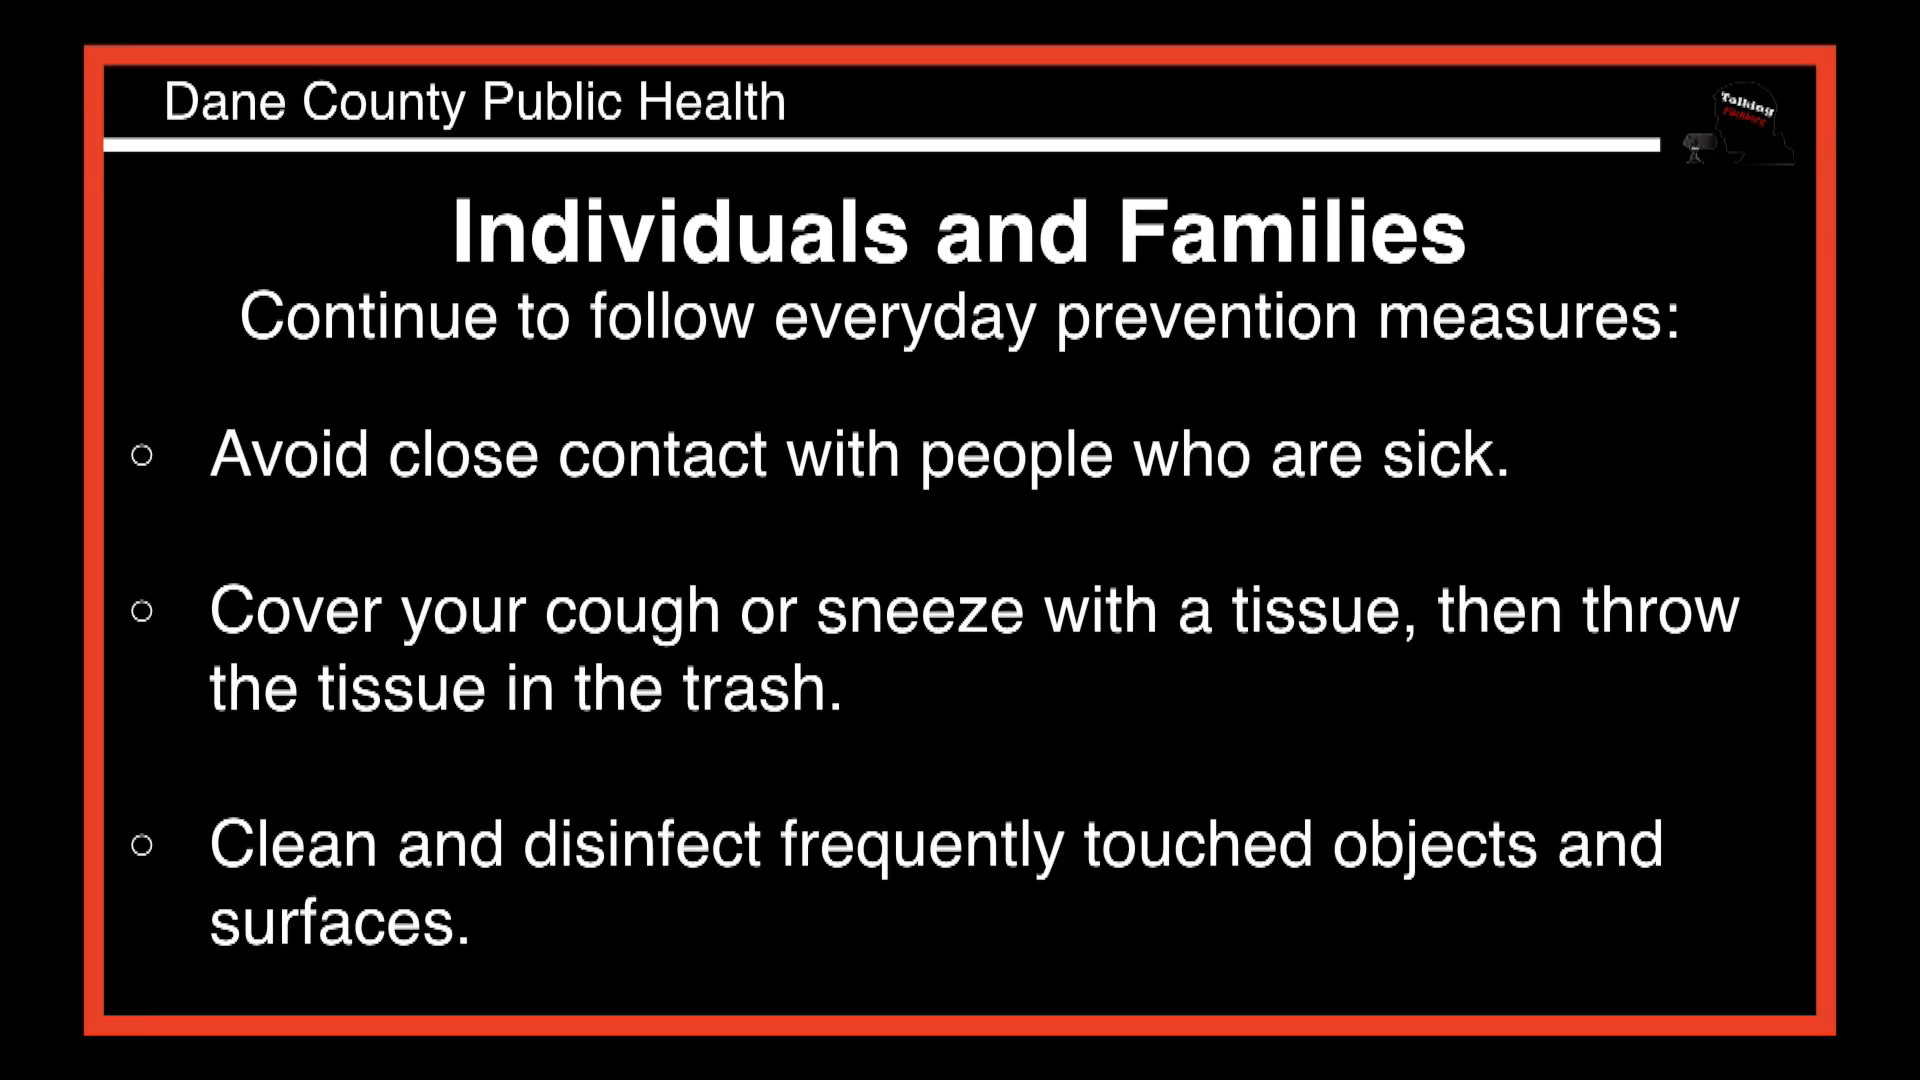 Dane County Public Health
Talking
Fitchburg
Individuals and Families
Continue to follow everyday prevention measures:
○ Avoid close contact with people who are sick.
○ Cover your cough or sneeze with a tissue, then throw
the tissue in the trash.
○ Clean and disinfect frequently touched objects and
surfaces.